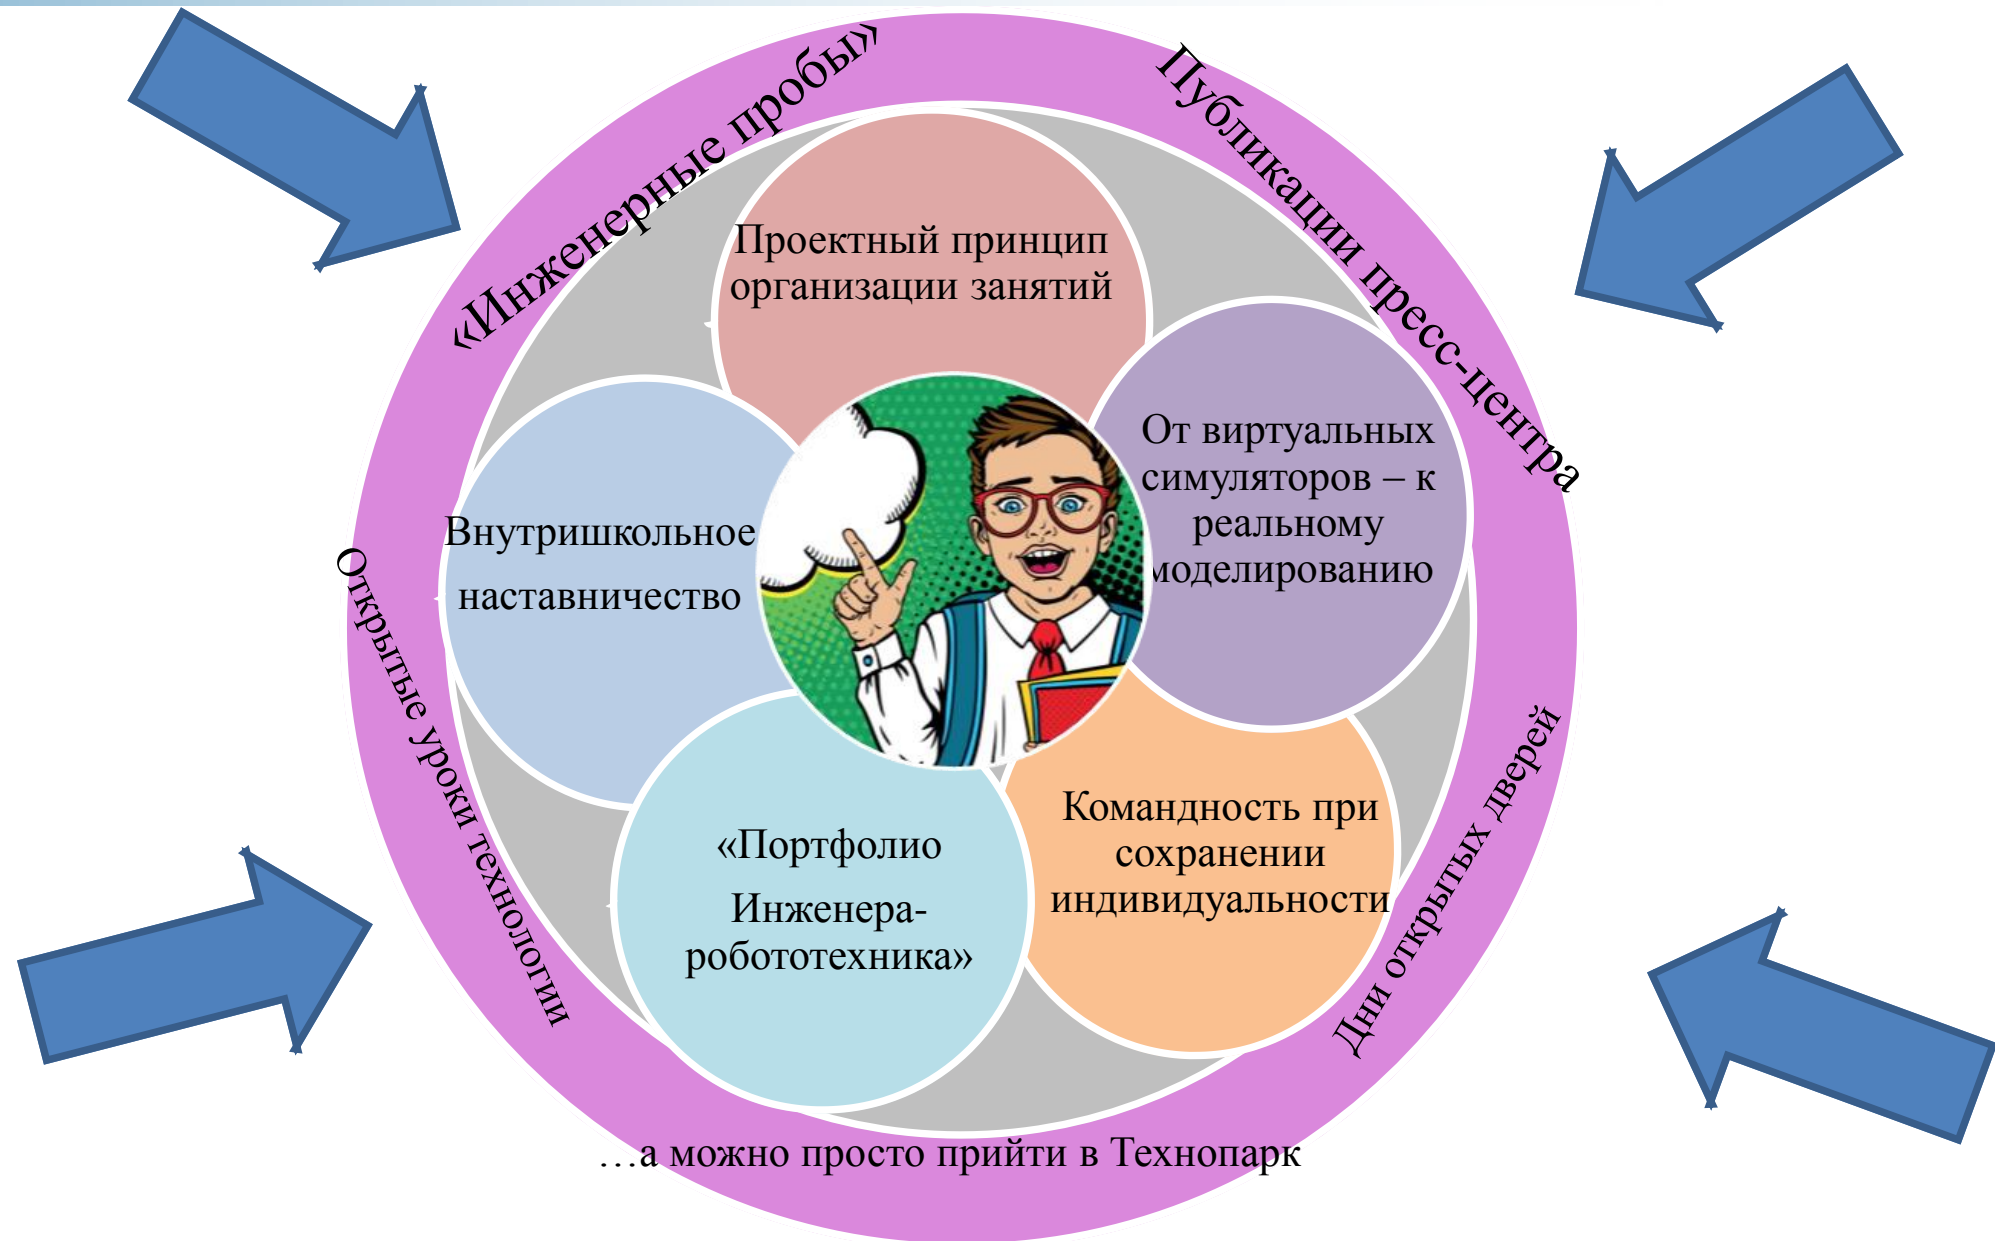 «Инженерные пробы»
Публикации пресс-центра
Проектный принцип
организации занятий
От виртуальных
симуляторов – к
реальному
моделированию
Внутришкольное
наставничество
Открытые уроки технологии
«Портфолио
Инженера-
робототехника»
Командность при
сохранении
индивидуальности
Дни открытых дверей
…а можно просто прийти в Технопарк